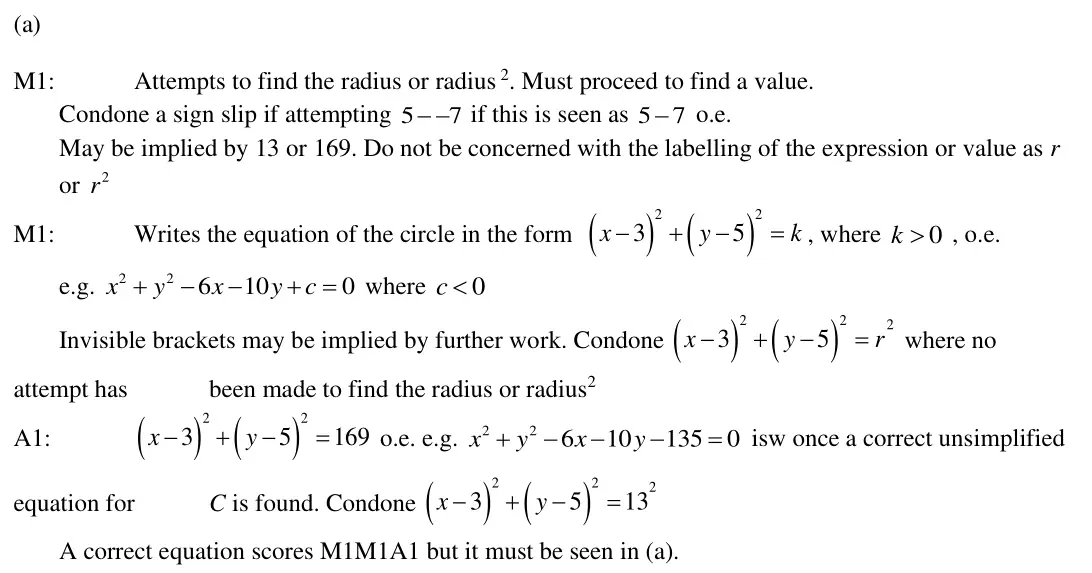 (a)
M1: Attempts to find the radius or radius². Must proceed to find a value.
Condone a sign slip if attempting 5−−7 if this is seen as 5−7 o.e.
May be implied by 13 or 169. Do not be concerned with the labelling of the expression or value as r
or r²
M1: Writes the equation of the circle in the form (x−3)²+(y−5)²=k, where k>0 , o.e.
e.g. x²+y²−6x−10y+c=0 where c<0
Invisible brackets may be implied by further work. Condone (x−3)²+(y−5)²=r² where no
attempt has been made to find the radius or radius²
A1: (x−3)²+(y−5)²=169 o.e. e.g. x²+y²−6x−10y−135=0 isw once a correct unsimplified
equation for C is found. Condone (x−3)²+(y−5)²=13²
A correct equation scores M1M1A1 but it must be seen in (a).